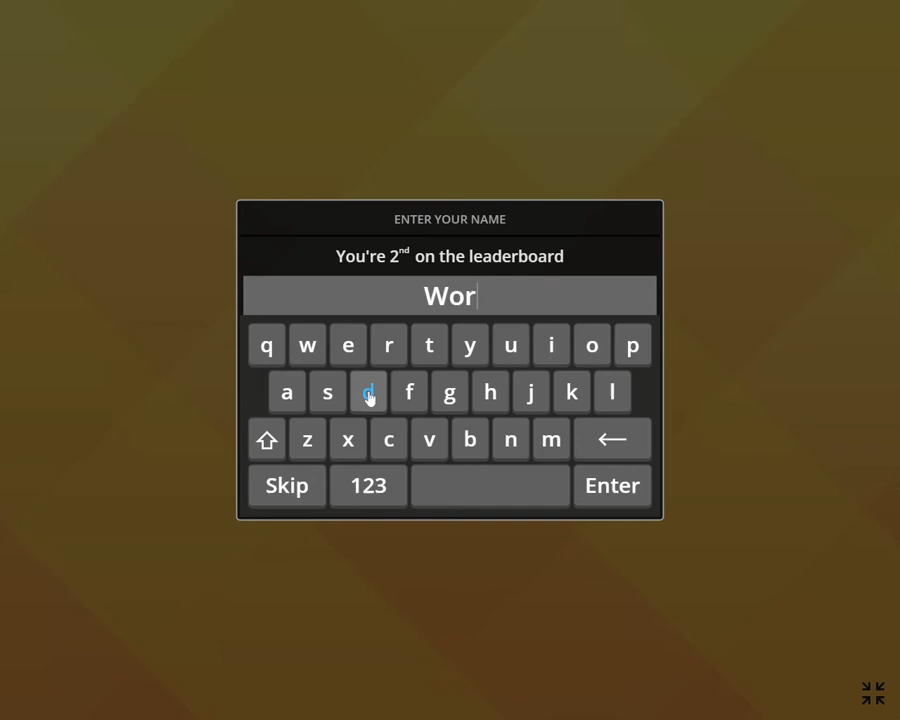 ENTER YOUR NAME
You're 2nd on the leaderboard
Wor
q w e r t y u i o p
a s d f g h j k l
z x c v b n m
Skip 123 Enter